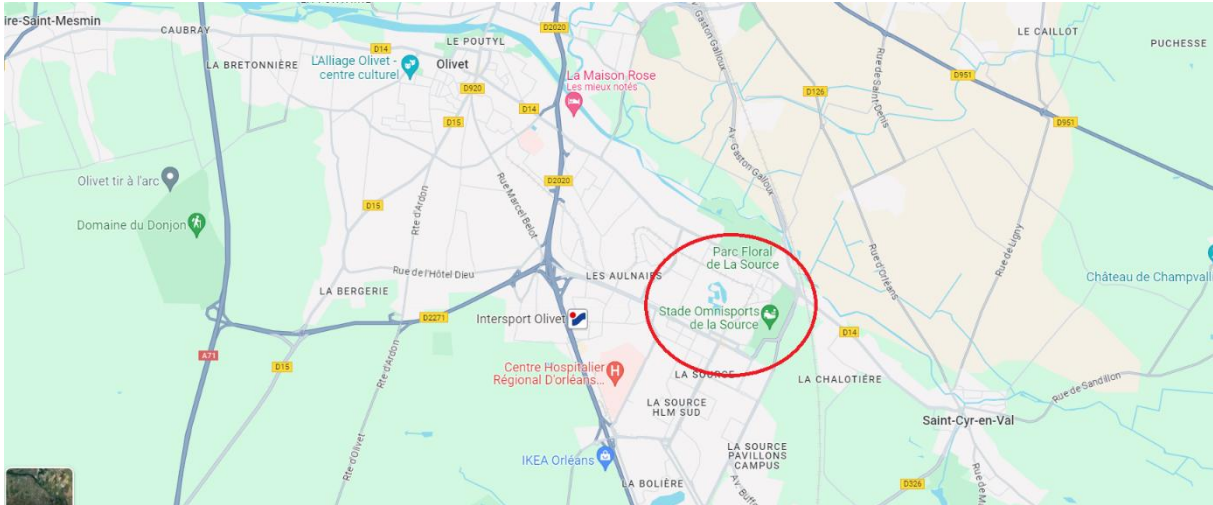 ire-Saint-Mesmin
CAUBRAY
D14
LA BRETONNIÈRE
L'Alliage Olivet -
centre culturel
LE POUTYL
Olivet
D920
D15
D14
D2020
La Maison Rose
Les mieux notés
Av. Gaston Galloux
Av. Gaston Galloux
D126
Rue de Saint-Denis
D951
D951
LE CAILLOT
PUCHESSE
Olivet tir à l'arc
Domaine du Donjon
D15
Rte d'Ardon
Rue Marcel Belot
D2020
Rue de l'Hôtel Dieu
LA BERGERIE
D2271
A71
D15
Rte d'Ardon
Rte d'Olivet
LES AULNAIES
Intersport Olivet
Centre Hospitalier
Régional D'orléans...
IKEA Orléans
Parc Floral
de La Source
Stade Omnisports
de la Source
LA SOURCE
LA SOURCE
HLM SUD
LA SOURCE
PAVILLONS
CAMPUS
LA BOLIÈRE
LA CHALOTIÈRE
D14
Rue d'Orléans
Rue de Ligny
Château de Champvall
Rue de Sandillon
Saint-Cyr-en-Val
D326